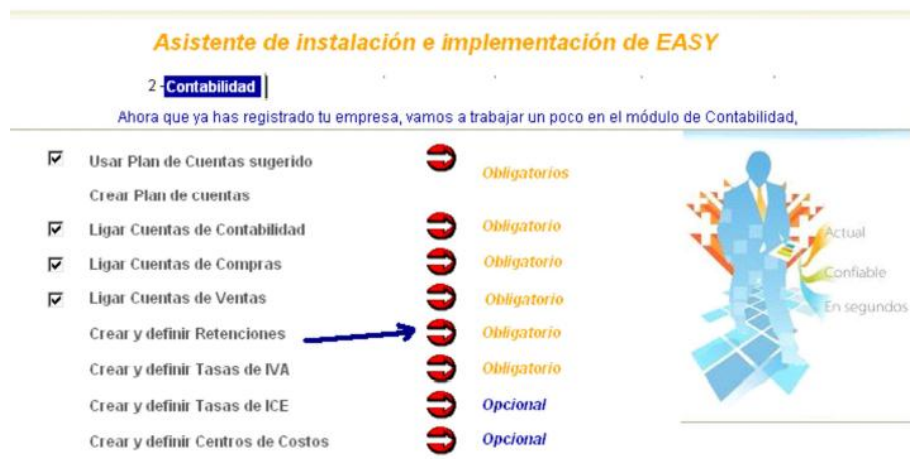 Asistente de instalación e implementación de EASY
2 -Contabilidad
Ahora que ya has registrado tu empresa, vamos a trabajar un poco en el módulo de Contabilidad,
Usar Plan de Cuentas sugerido
Obligatorios
Crear Plan de cuentas
Ligar Cuentas de Contabilidad Obligatorio
Ligar Cuentas de Compras Obligatorio
Ligar Cuentas de Ventas Obligatorio
Crear y definir Retenciones Obligatorio
Crear y definir Tasas de IVA Obligatorio
Crear y definir Tasas de ICE Opcional
Crear y definir Centros de Costos Opcional
Actual
Confiable
En segundos